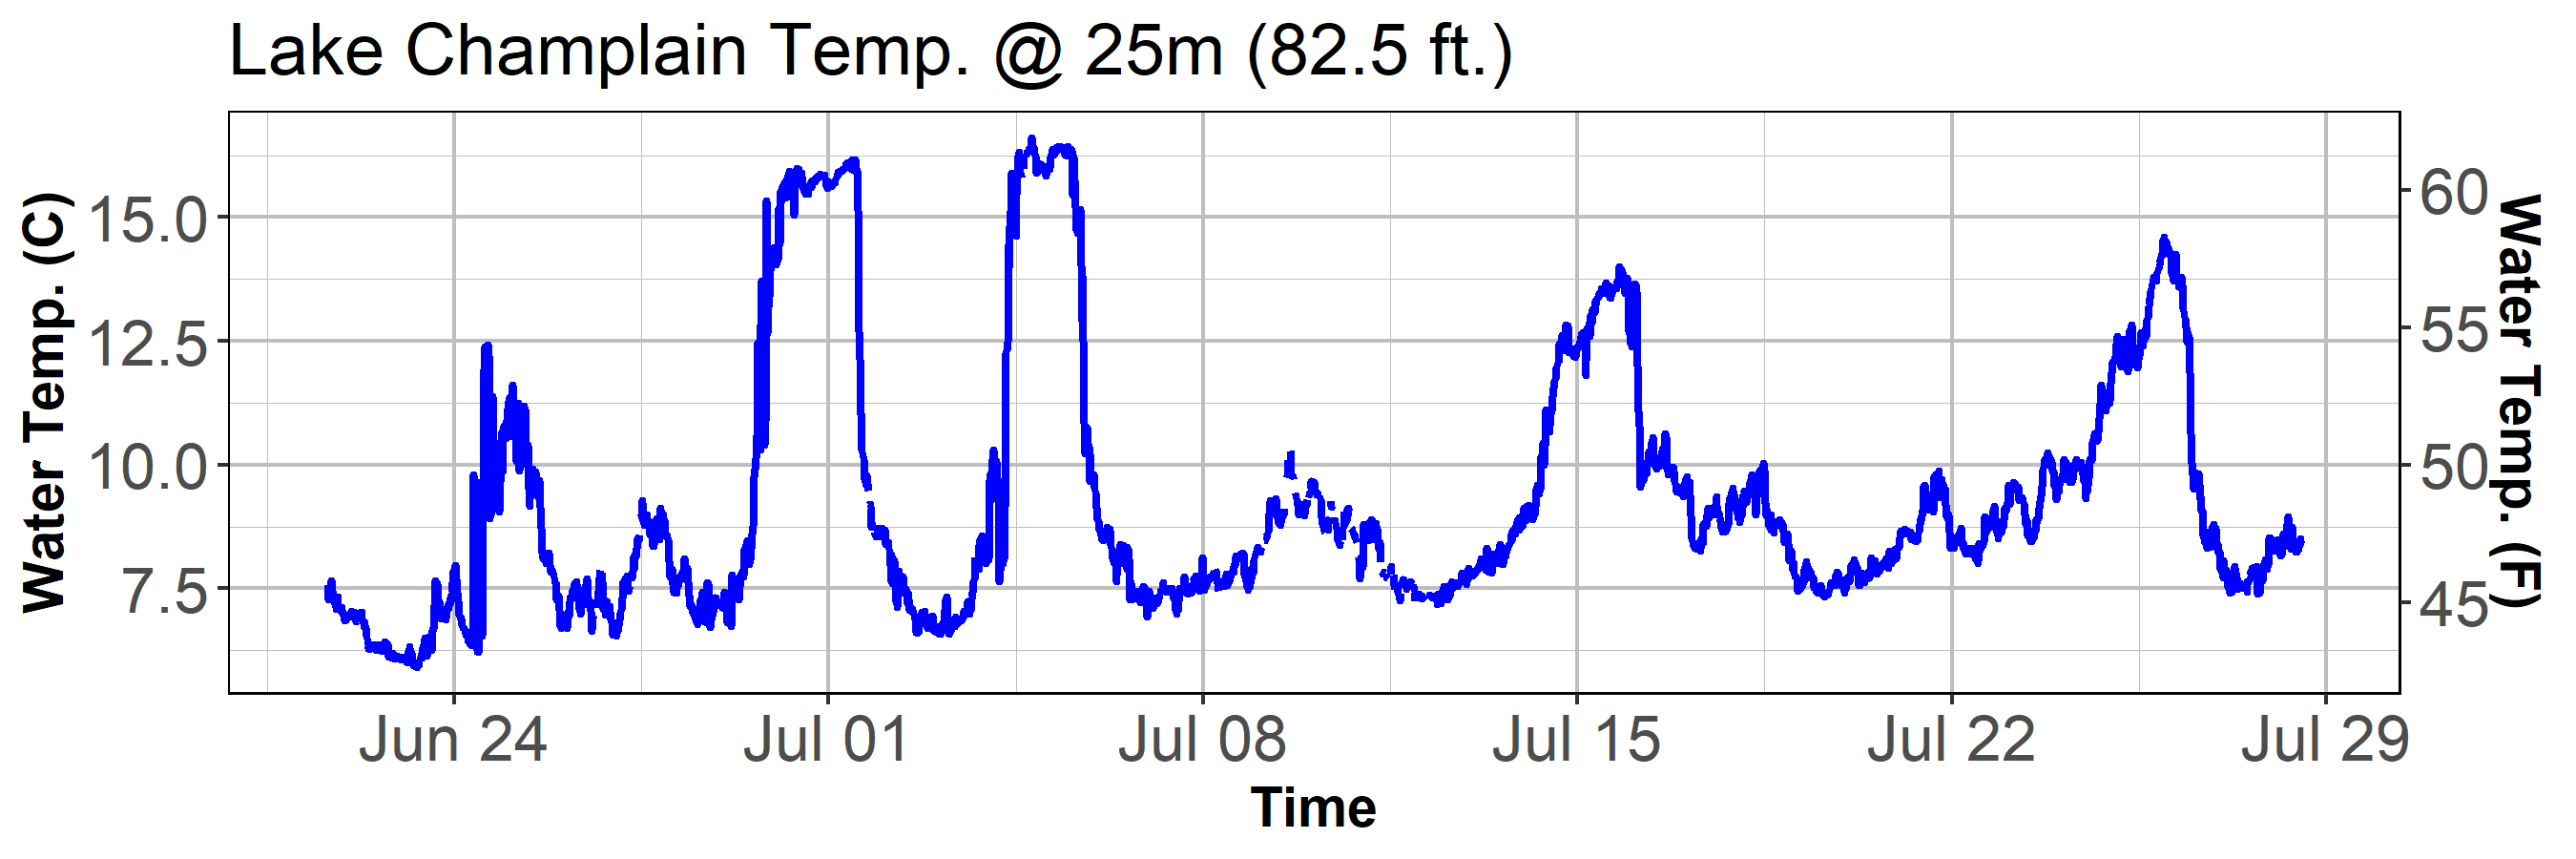 Lake Champlain Temp. @ 25m (82.5 ft.)
Water Temp. (C)
15.0
12.5
10.0
7.5
60
55
50
45
Water Temp. (F)
Jun 24 Jul 01 Jul 08 Jul 15 Jul 22 Jul 29
Time